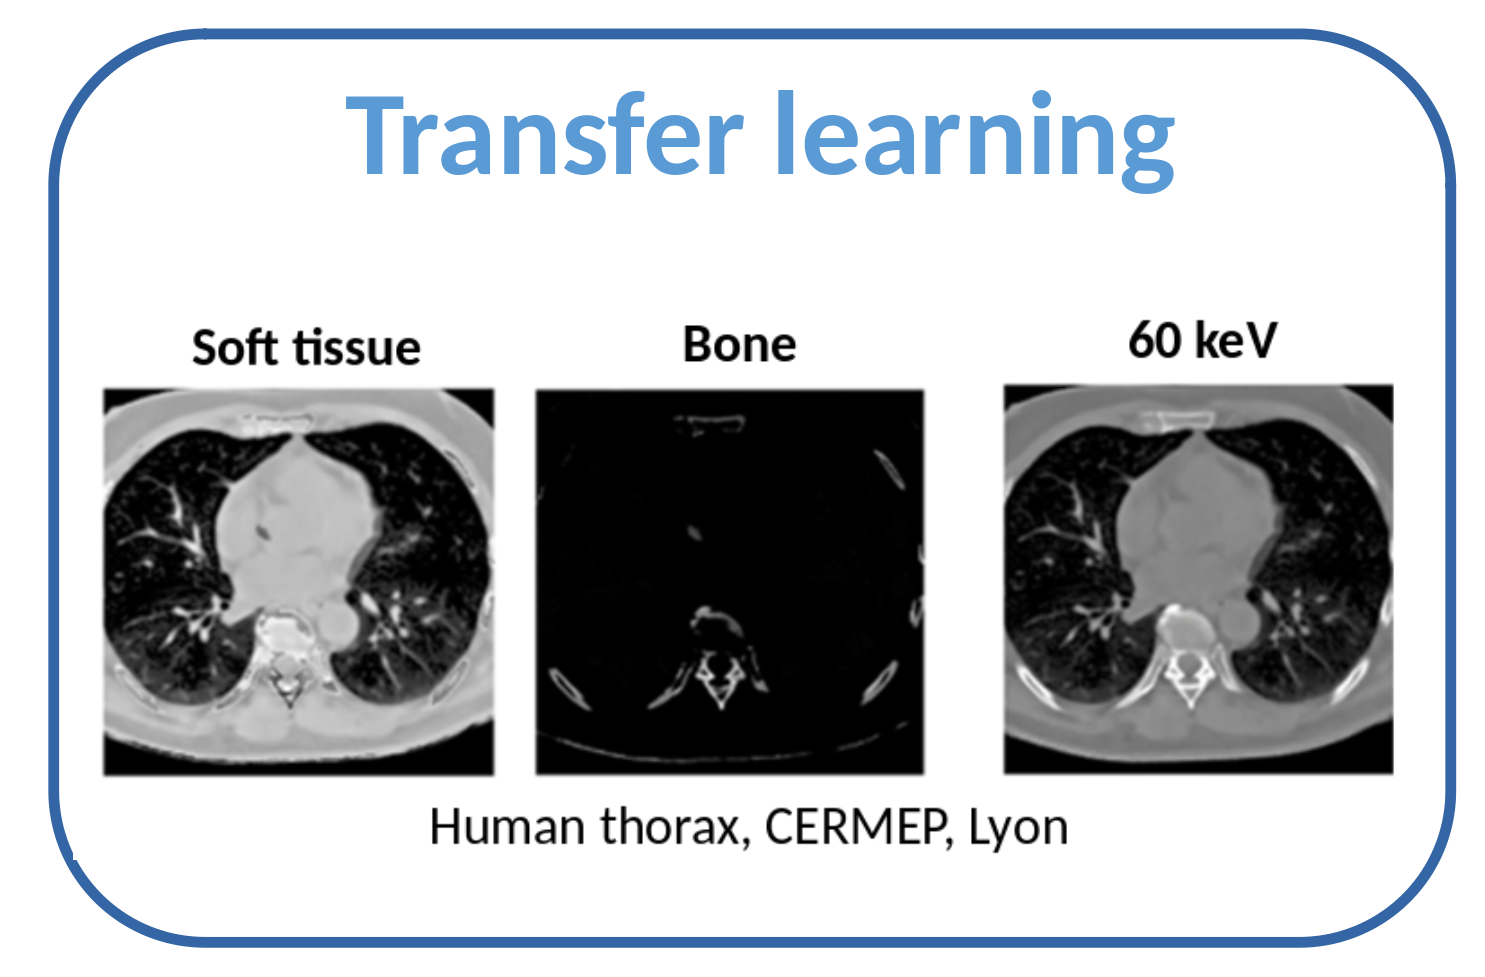 Transfer learning
Soft tissue
Bone
60 keV
Human thorax, CERMEP, Lyon